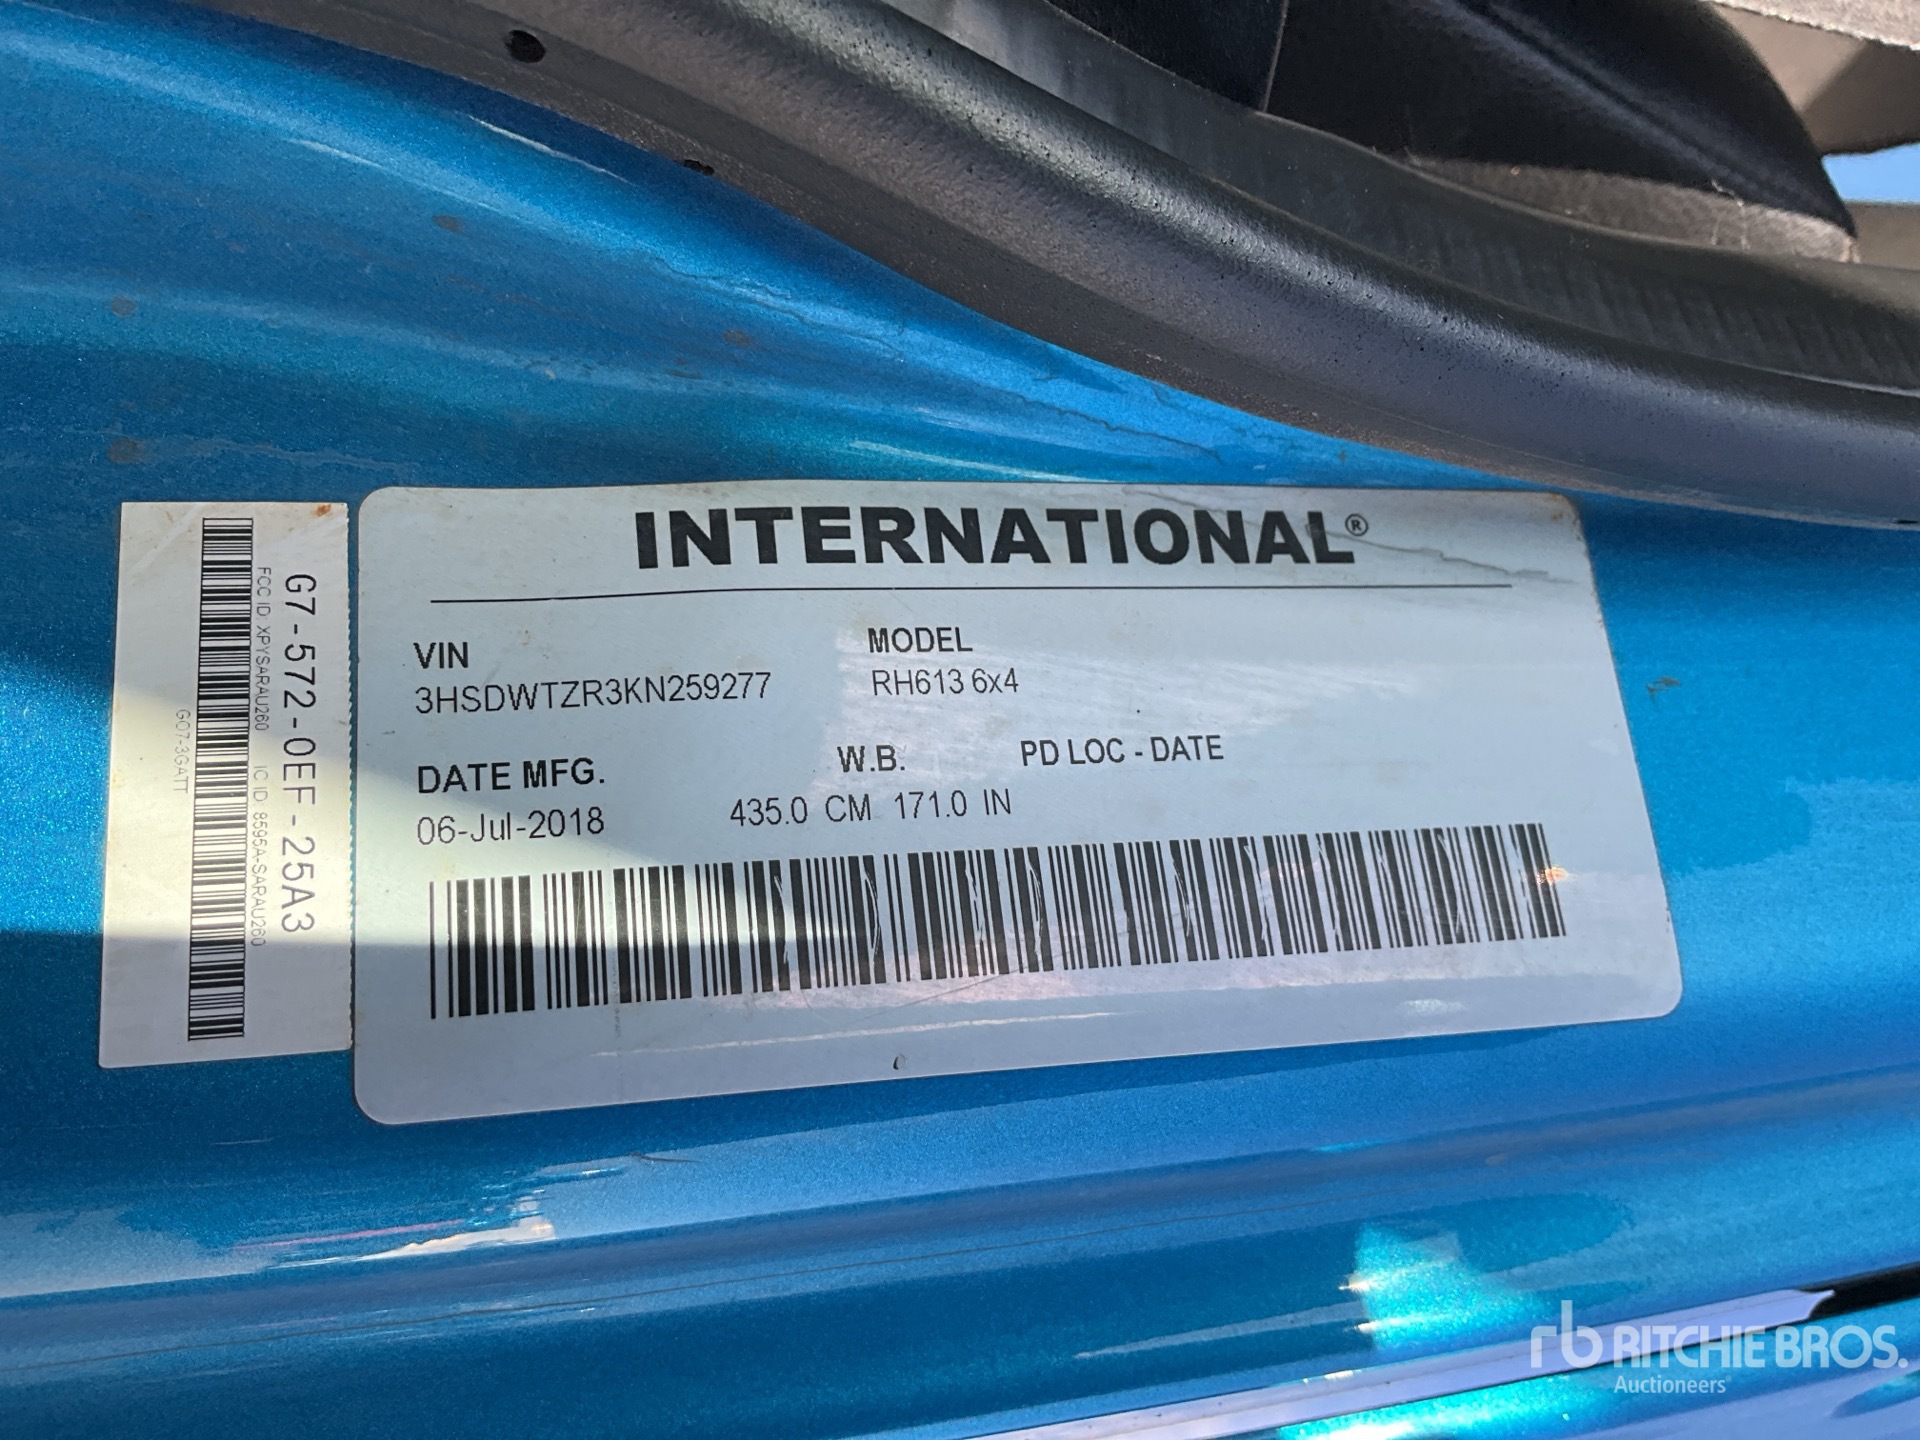 INTERNATIONAL®
VIN
3HSDWTZR3KN259277
MODEL
RH613 6x4
DATE MFG.
06-Jul-2018
W.B.
435.0 CM 171.0 IN
PD LOC - DATE
G7-572-0EF-25A3
FCC ID: XPYSARAU260 IC ID: 8595A-SARAU260
G07-3GATT
rb RITCHIE BROS.
Auctioneers